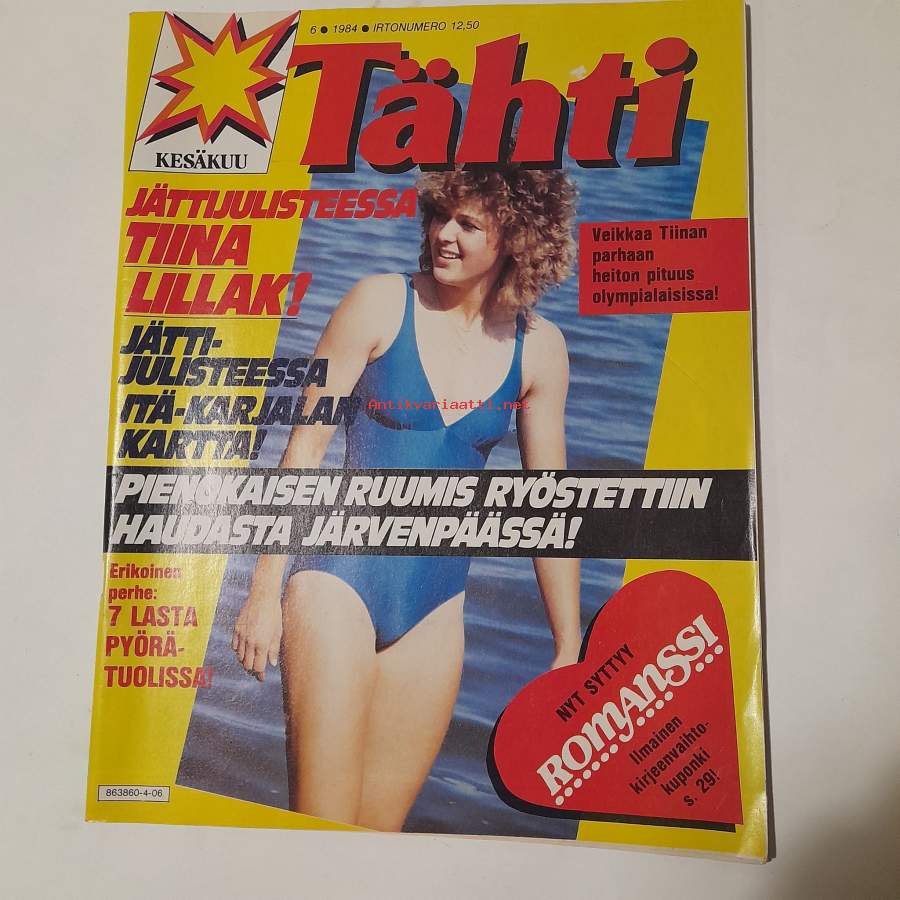 6 ● 1984 ● IRTONUMERO 12,50
Tähti
KESÄKUU
JÄTTIJULISTEESSA
TIINA
LILLAK!
Veikkaa Tiinan
parhaan
heiton pituus
olympialaisissa!
JÄTTI-
JULISTEESSA
ITÄ-KARJALAN
KARTTA!
Antikvariaatti.net
PIENOKAISEN RUUMIS RYÖSTETTIIN
HAUDASTA JÄRVENPÄÄSSÄ!
Erikoinen
perhe:
7 LASTA
PYÖRÄ-
TUOLISSA!
NYT SYTTYY
ROMANSSI
Ilmainen
kirjeenvaihto-
kuponki
s. 29!
863860-4-06